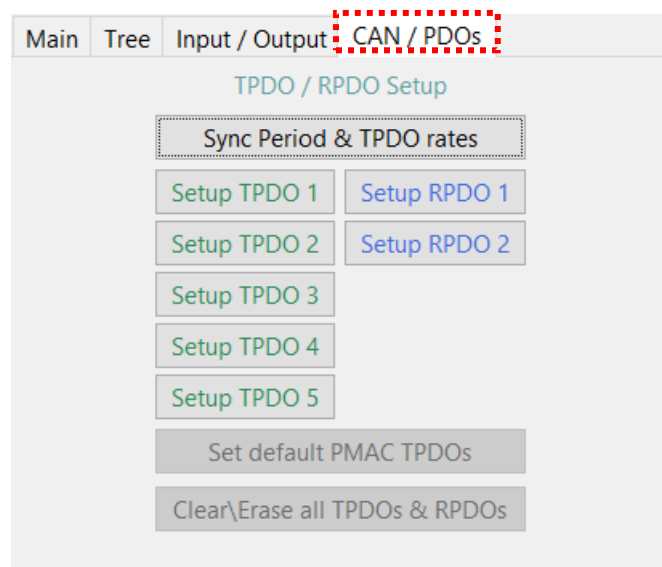 Main Tree Input / Output CAN / PDOs
TPDO / RPDO Setup
Sync Period & TPDO rates
Setup TPDO 1 Setup RPDO 1
Setup TPDO 2 Setup RPDO 2
Setup TPDO 3
Setup TPDO 4
Setup TPDO 5
Set default PMAC TPDOs
Clear\Erase all TPDOs & RPDOs